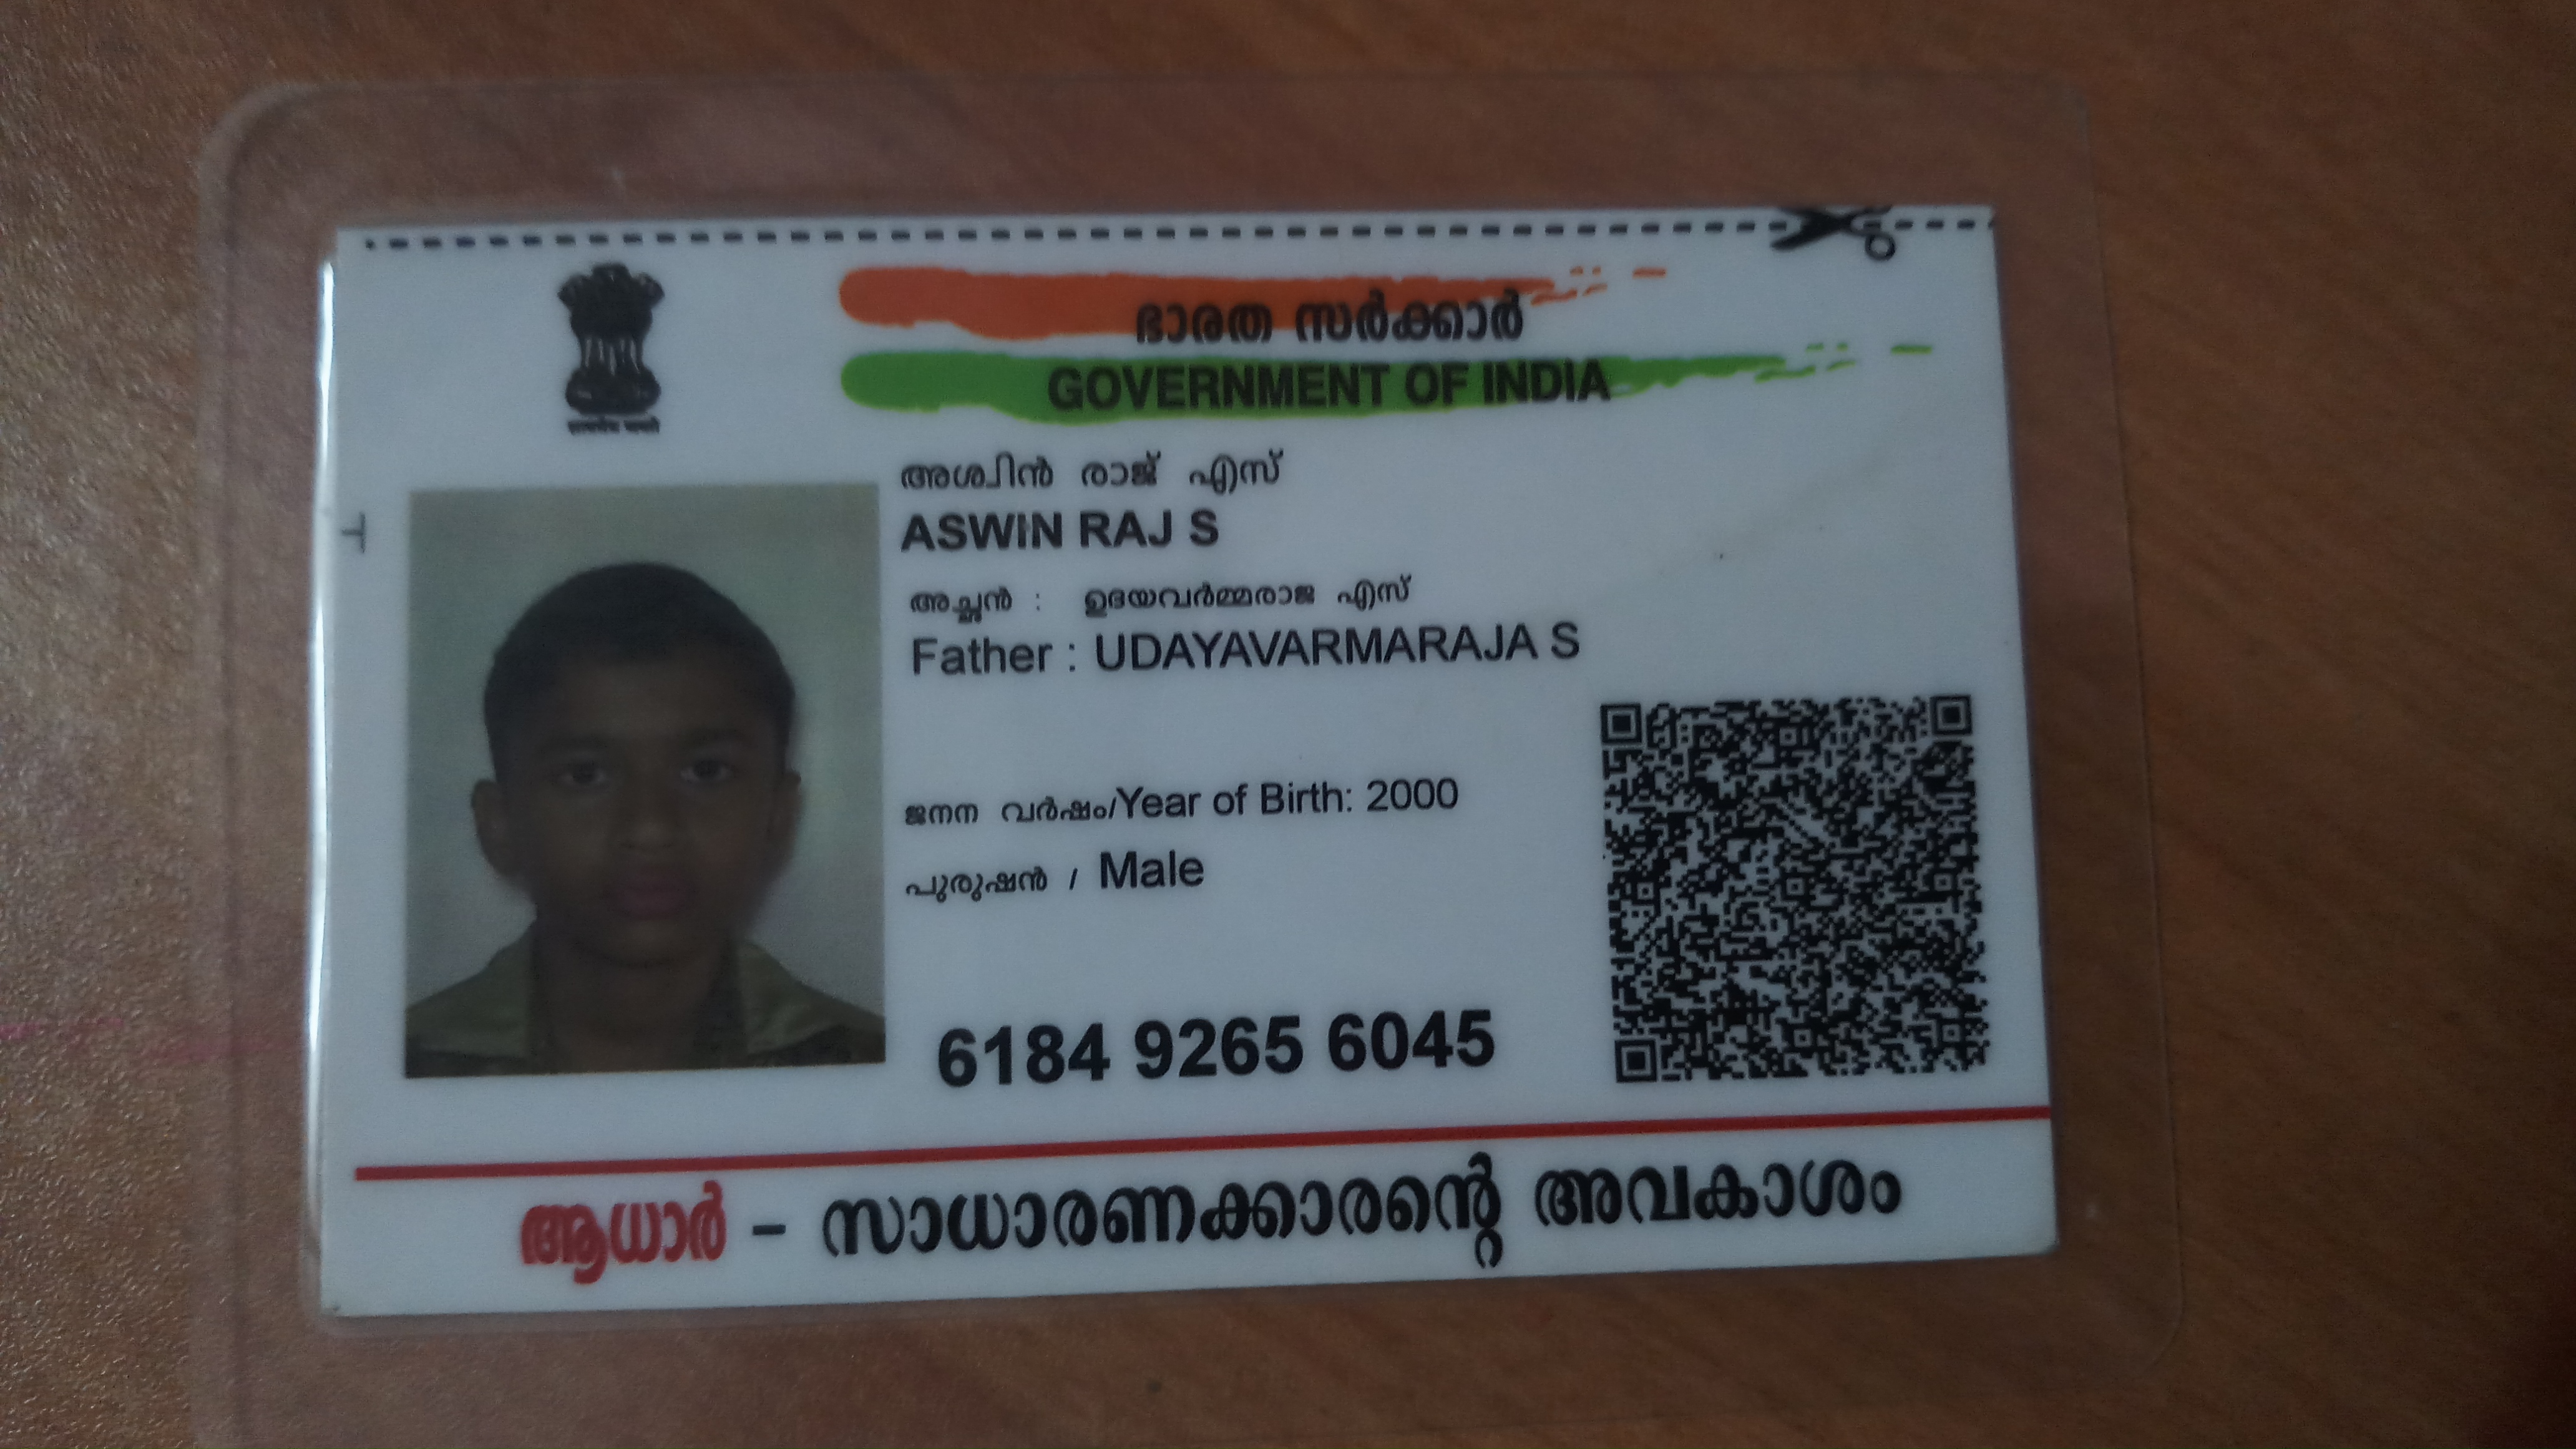 ഭാരത സർക്കാർ
GOVERNMENT OF INDIA
അശ്വിൻ രാജ് എസ്
ASWIN RAJ S
അച്ഛൻ : ഉദയവർമ്മരാജ എസ്
Father : UDAYAVARMARAJA S
ജനന വർഷം/Year of Birth: 2000
പുരുഷൻ / Male
6184 9265 6045
ആധാർ - സാധാരണക്കാരന്റെ അവകാശം